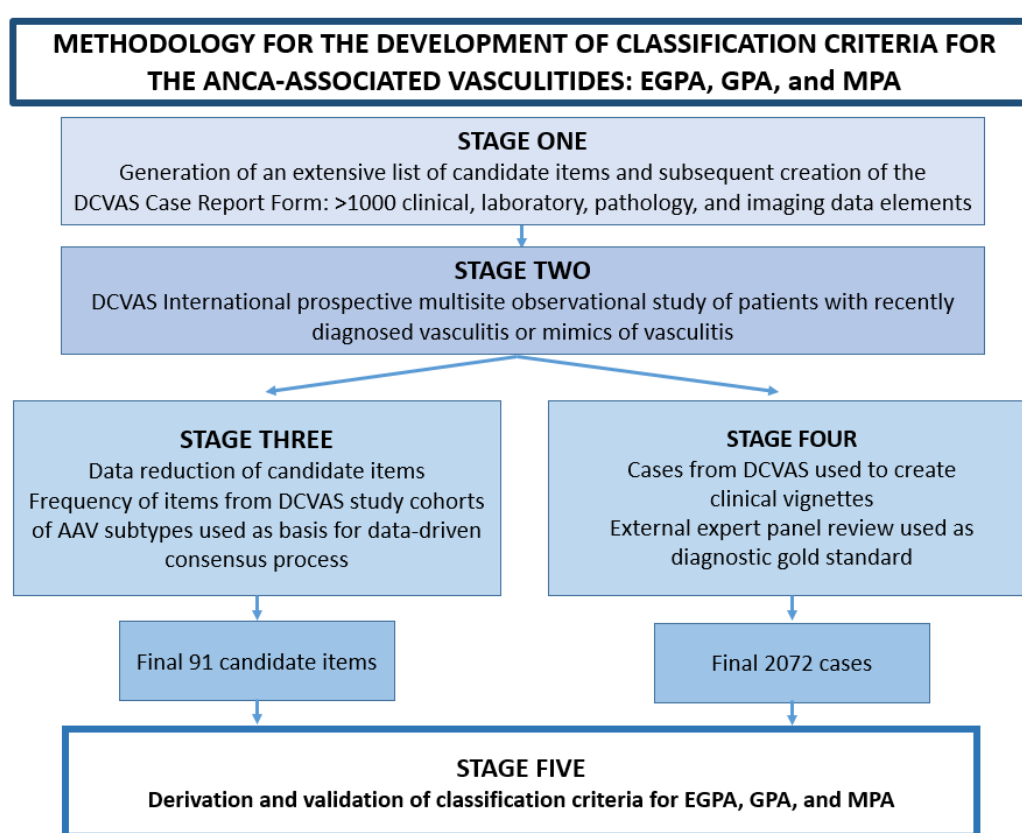 METHODOLOGY FOR THE DEVELOPMENT OF CLASSIFICATION CRITERIA FOR
THE ANCA-ASSOCIATED VASCULITIDES: EGPA, GPA, and MPA
STAGE ONE
Generation of an extensive list of candidate items and subsequent creation of the
DCVAS Case Report Form: >1000 clinical, laboratory, pathology, and imaging data elements
STAGE TWO
DCVAS International prospective multisite observational study of patients with recently
diagnosed vasculitis or mimics of vasculitis
STAGE THREE
Data reduction of candidate items
Frequency of items from DCVAS study cohorts
of AAV subtypes used as basis for data-driven
consensus process
STAGE FOUR
Cases from DCVAS used to create
clinical vignettes
External expert panel review used as
diagnostic gold standard
Final 91 candidate items
Final 2072 cases
STAGE FIVE
Derivation and validation of classification criteria for EGPA, GPA, and MPA